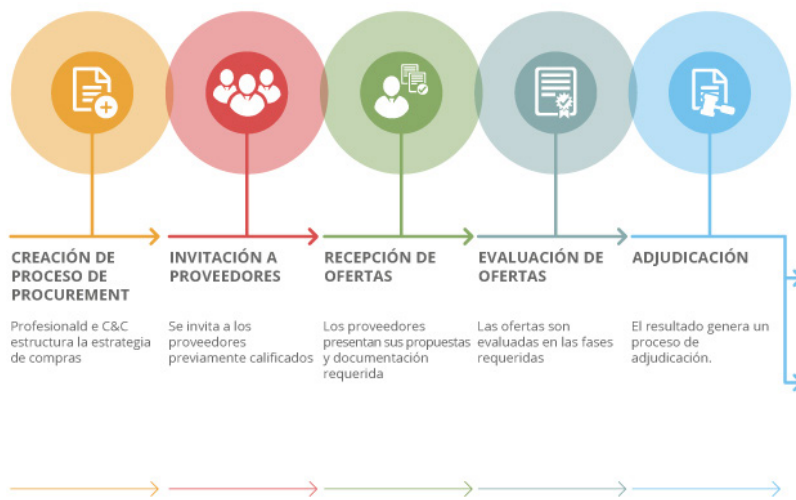 CREACIÓN DE
PROCESO DE
PROCUREMENT
Profesionald e C&C
estructura la estrategia
de compras
INVITACIÓN A
PROVEEDORES
Se invita a los
proveedores
previamente calificados
RECEPCIÓN DE
OFERTAS
Los proveedores
presentan sus propuestas
y documentación
requerida
EVALUACIÓN DE
OFERTAS
Las ofertas son
evaluadas en las fases
requeridas
ADJUDICACIÓN
El resultado genera un
proceso de
adjudicación.